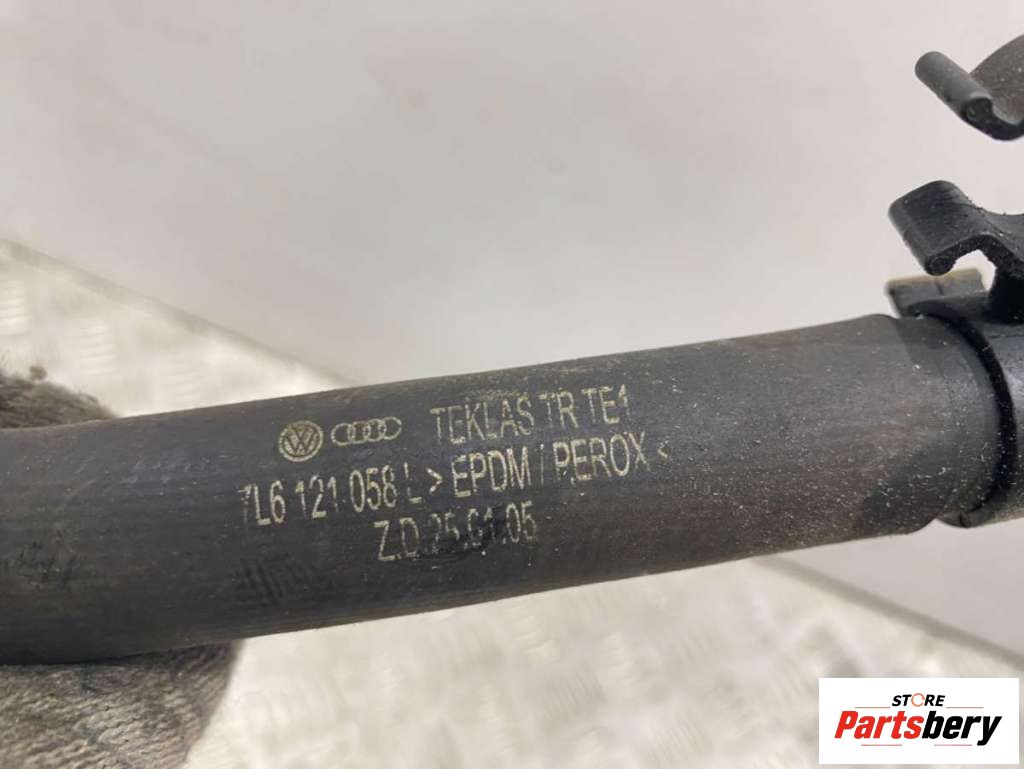 TEKLAS TR TE1
7L6 121 058 L > EPDM / PEROX <
Z.D 25.01.05
STORE
Partsbery